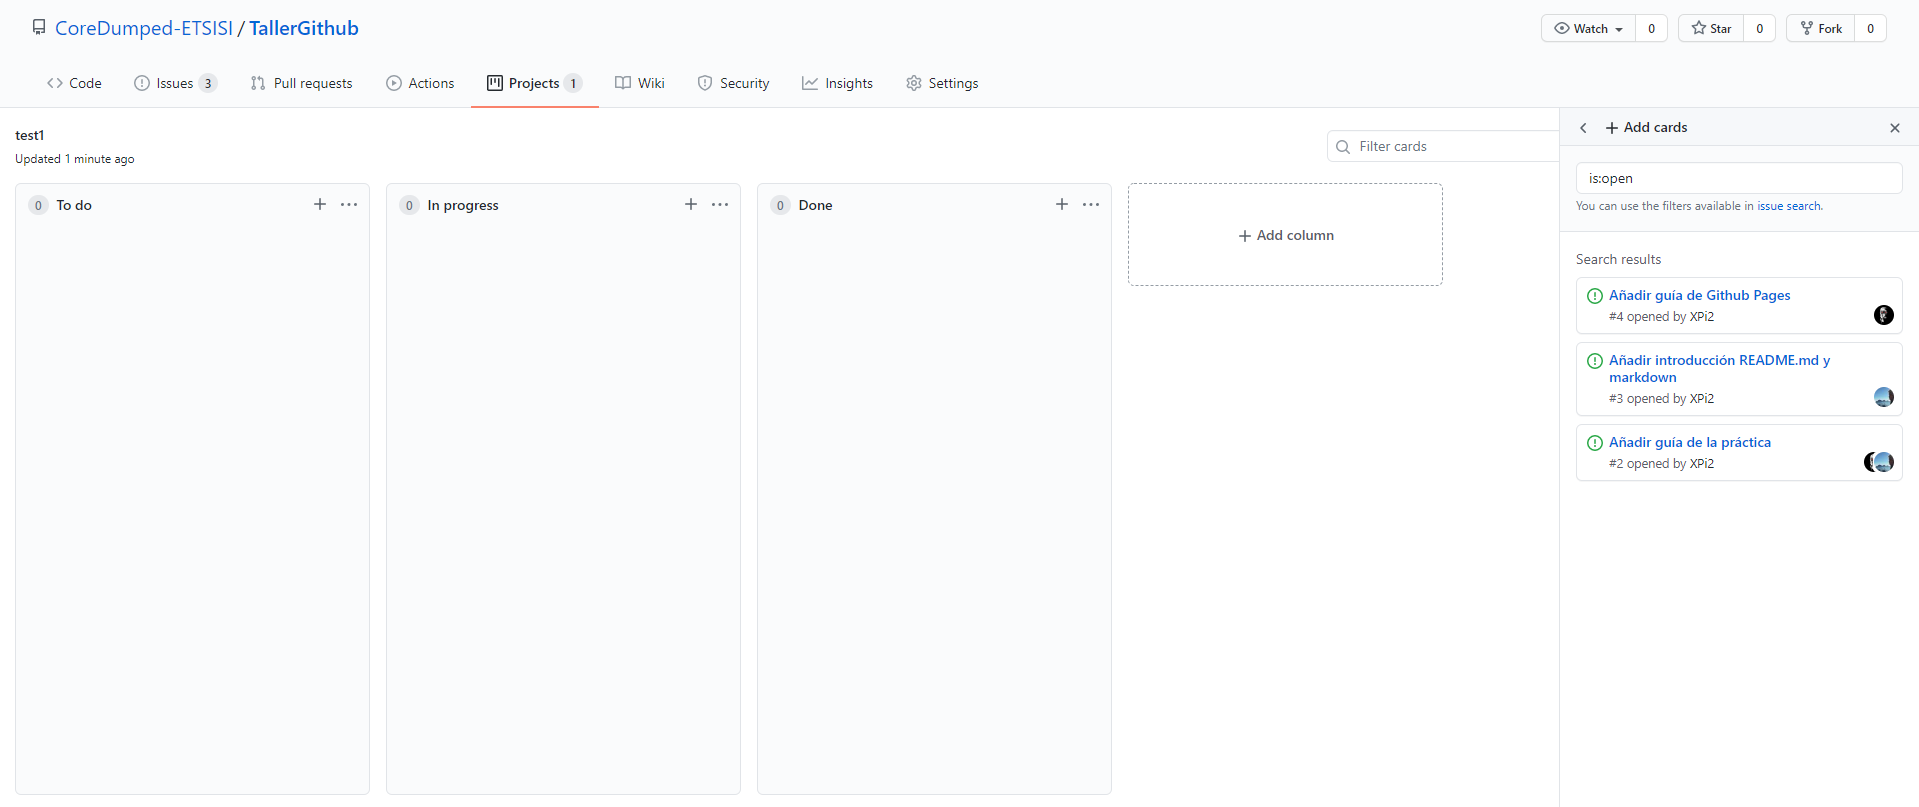 CoreDumped-ETSISI / TallerGithub
Watch 0 Star 0 Fork 0
Code Issues 3 Pull requests Actions Projects 1 Wiki Security Insights Settings
test1
Updated 1 minute ago
Filter cards
0 To do
0 In progress
0 Done
Add column
Add cards
is:open
You can use the filters available in issue search.
Search results
Añadir guía de Github Pages
#4 opened by XPi2
Añadir introducción README.md y
markdown
#3 opened by XPi2
Añadir guía de la práctica
#2 opened by XPi2